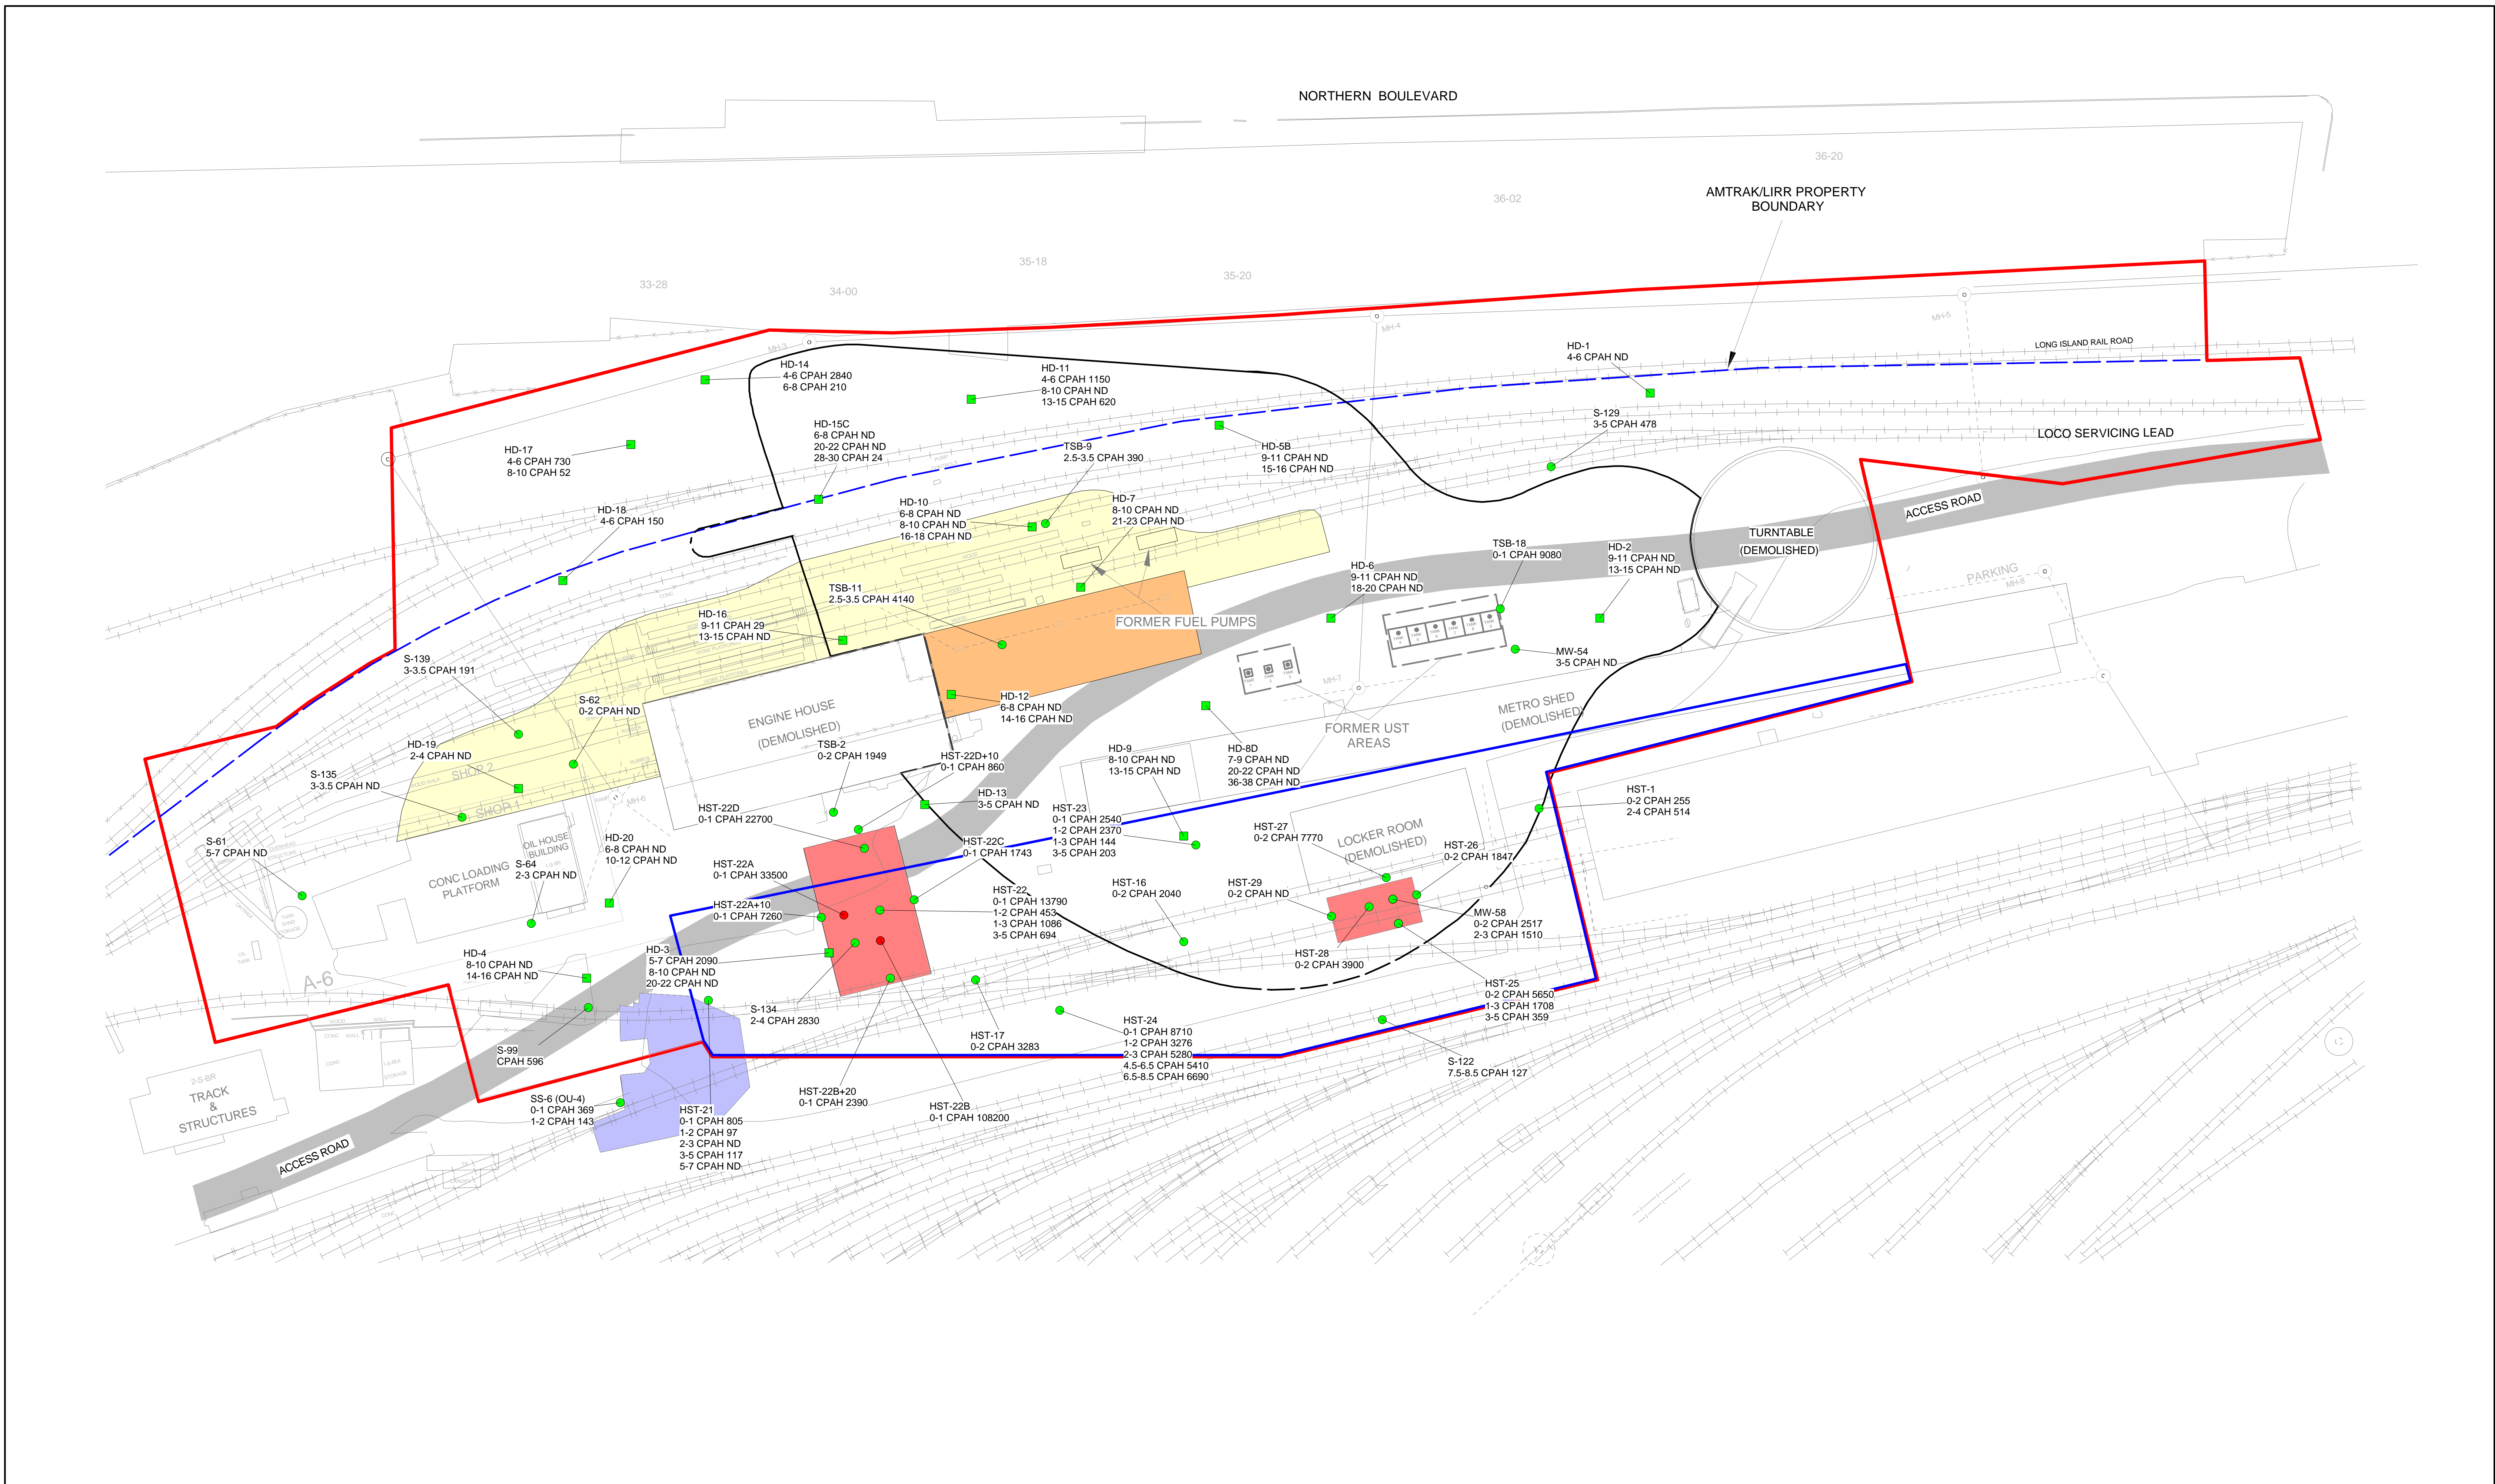 NORTHERN  BOULEVARD
36-20
36-02
AMTRAK/LIRR PROPERTY
BOUNDARY
35-18
35-20
33-28
34-00
MH-3
MH-4
MH-5
LONG ISLAND RAIL ROAD
HD-1
4-6 CPAH ND
HD-14
4-6 CPAH 2840
6-8 CPAH 210
HD-11
4-6 CPAH 1150
8-10 CPAH ND
13-15 CPAH 620
S-129
3-5 CPAH 478
LOCO SERVICING LEAD
HD-15C
6-8 CPAH ND
20-22 CPAH ND
28-30 CPAH 24
HD-17
4-6 CPAH 730
8-10 CPAH 52
TSB-9
2.5-3.5 CPAH 390
HD-5B
9-11 CPAH ND
15-16 CPAH ND
PUMP
HD-18
4-6 CPAH 150
HD-10
6-8 CPAH ND
8-10 CPAH ND
16-18 CPAH ND
HD-7
8-10 CPAH ND
21-23 CPAH ND
ACCESS ROAD
TURNTABLE
(DEMOLISHED)
TSB-18
0-1 CPAH 9080
HD-2
9-11 CPAH ND
13-15 CPAH ND
HD-6
9-11 CPAH ND
18-20 CPAH ND
PARKING
MH-8
WOOD
WOOD
WOOD
CONC
TSB-11
2.5-3.5 CPAH 4140
HD-16
9-11 CPAH 29
13-15 CPAH ND
FORMER FUEL PUMPS
MW-54
3-5 CPAH ND
S-139
3-3.5 CPAH 191
S-62
0-2 CPAH ND
HD-12
6-8 CPAH ND
14-16 CPAH ND
MH-7
METRO SHED
(DEMOLISHED)
ENGINE HOUSE
(DEMOLISHED)
FORMER UST
AREAS
HD-19
2-4 CPAH ND
SHOP 2
TSB-2
0-2 CPAH 1949
HST-22D+10
0-1 CPAH 860
HD-9
8-10 CPAH ND
13-15 CPAH ND
HD-8D
7-9 CPAH ND
20-22 CPAH ND
36-38 CPAH ND
S-135
3-3.5 CPAH ND
SHOP 1
MH-6
HD-13
3-5 CPAH ND
HST-1
0-2 CPAH 255
2-4 CPAH 514
HST-22D
0-1 CPAH 22700
HST-23
0-1 CPAH 2540
1-2 CPAH 2370
1-3 CPAH 144
3-5 CPAH 203
HST-27
0-2 CPAH 7770
LOCKER ROOM
(DEMOLISHED)
S-61
5-7 CPAH ND
OIL HOUSE
BUILDING
HD-20
6-8 CPAH ND
10-12 CPAH ND
HST-22C
0-1 CPAH 1743
HST-26
0-2 CPAH 1847
S-64
2-3 CPAH ND
CONC LOADING
PLATFORM
HST-22A
0-1 CPAH 33500
HST-22
0-1 CPAH 13790
1-2 CPAH 453
1-3 CPAH 1086
3-5 CPAH 694
HST-16
0-2 CPAH 2040
HST-29
0-2 CPAH ND
HST-22A+10
0-1 CPAH 7260
MW-58
0-2 CPAH 2517
2-3 CPAH 1510
TANK
SAND
STORAGE
HD-4
8-10 CPAH ND
14-16 CPAH ND
HD-3
5-7 CPAH 2090
8-10 CPAH ND
20-22 CPAH ND
HST-28
0-2 CPAH 3900
A-6
HST-25
0-2 CPAH 5650
1-3 CPAH 1708
3-5 CPAH 359
S-134
2-4 CPAH 2830
HST-24
0-1 CPAH 8710
1-2 CPAH 3276
2-3 CPAH 5280
4.5-6.5 CPAH 5410
6.5-8.5 CPAH 6690
HST-17
0-2 CPAH 3283
S-99
CPAH 596
S-122
7.5-8.5 CPAH 127
2-S-BR
TRACK
&
STRUCTURES
SS-6 (OU-4)
0-1 CPAH 369
1-2 CPAH 143
HST-22B+20
0-1 CPAH 2390
HST-22B
0-1 CPAH 108200
HST-21
0-1 CPAH 805
1-2 CPAH 97
2-3 CPAH ND
3-5 CPAH 117
5-7 CPAH ND
ACCESS ROAD
CONC